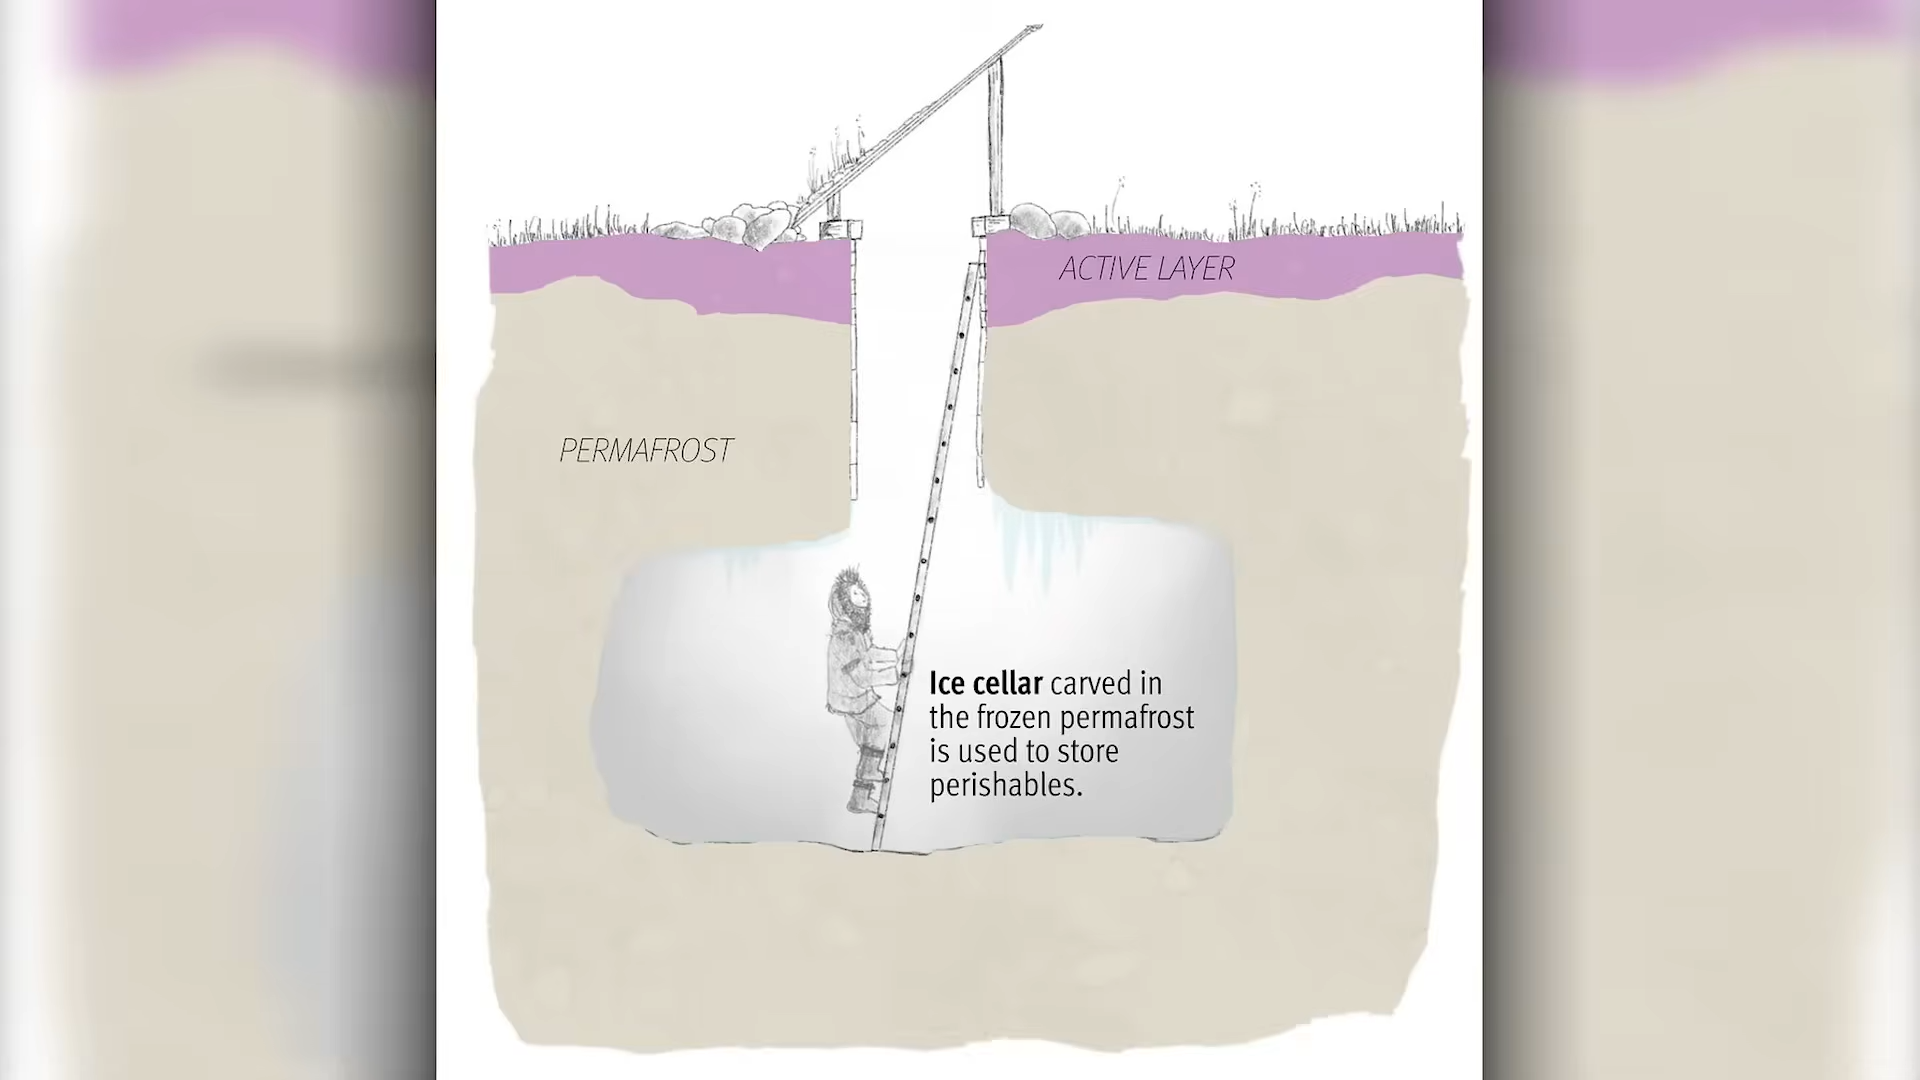 ACTIVE LAYER
PERMAFROST
Ice cellar carved in
the frozen permafrost
is used to store
perishables.